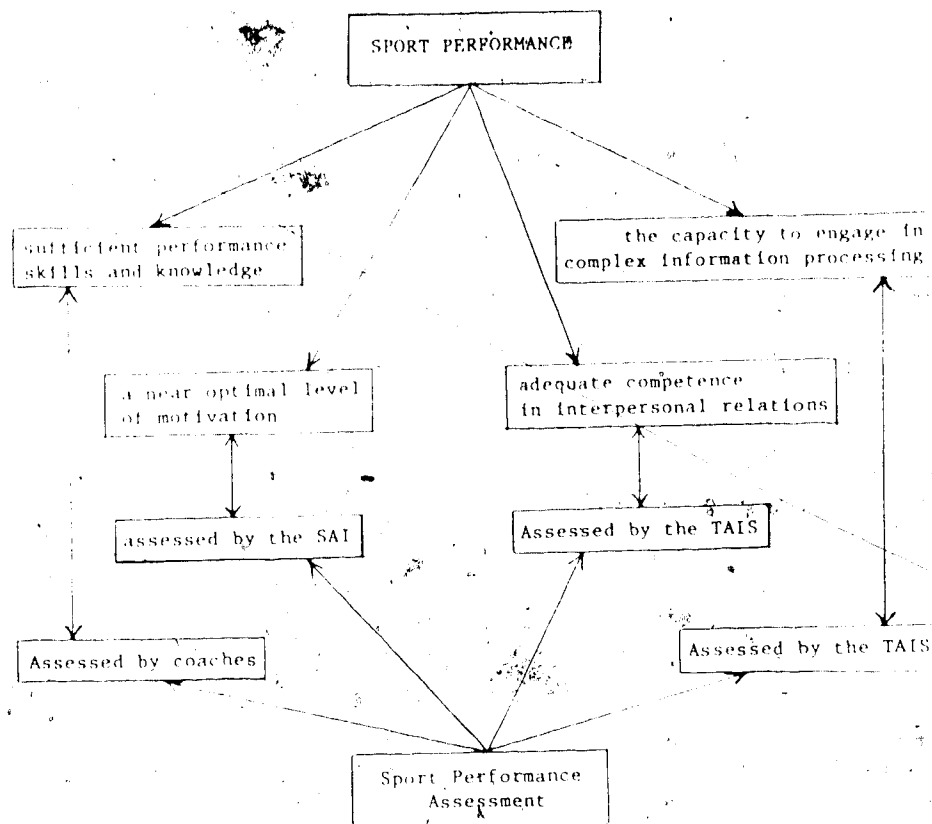 SPORT PERFORMANCE
sufficient performance
skills and knowledge
the capacity to engage in
complex information processing
a near optimal level
of motivation
adequate competence
in interpersonal relations
assessed by the SAI
Assessed by the TAIS
Assessed by coaches
Assessed by the TAIS
Sport Performance
Assessment